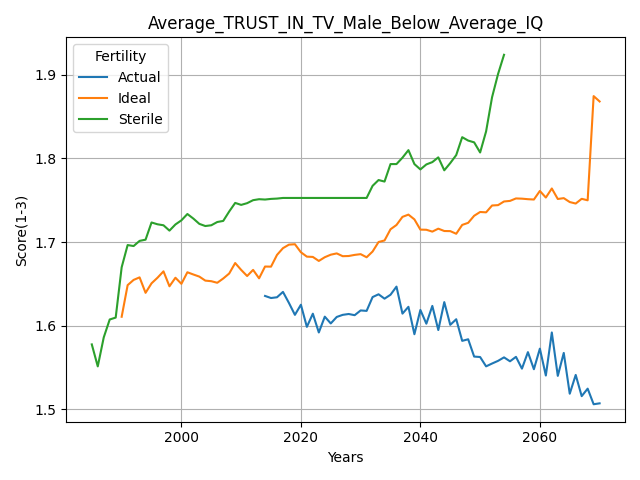 Average_TRUST_IN_TV_Male_Below_Average_IQ
Fertility
Actual
Ideal
Sterile
Score(1-3)
1.9
1.8
1.7
1.6
1.5
2000
2020
2040
2060
Years